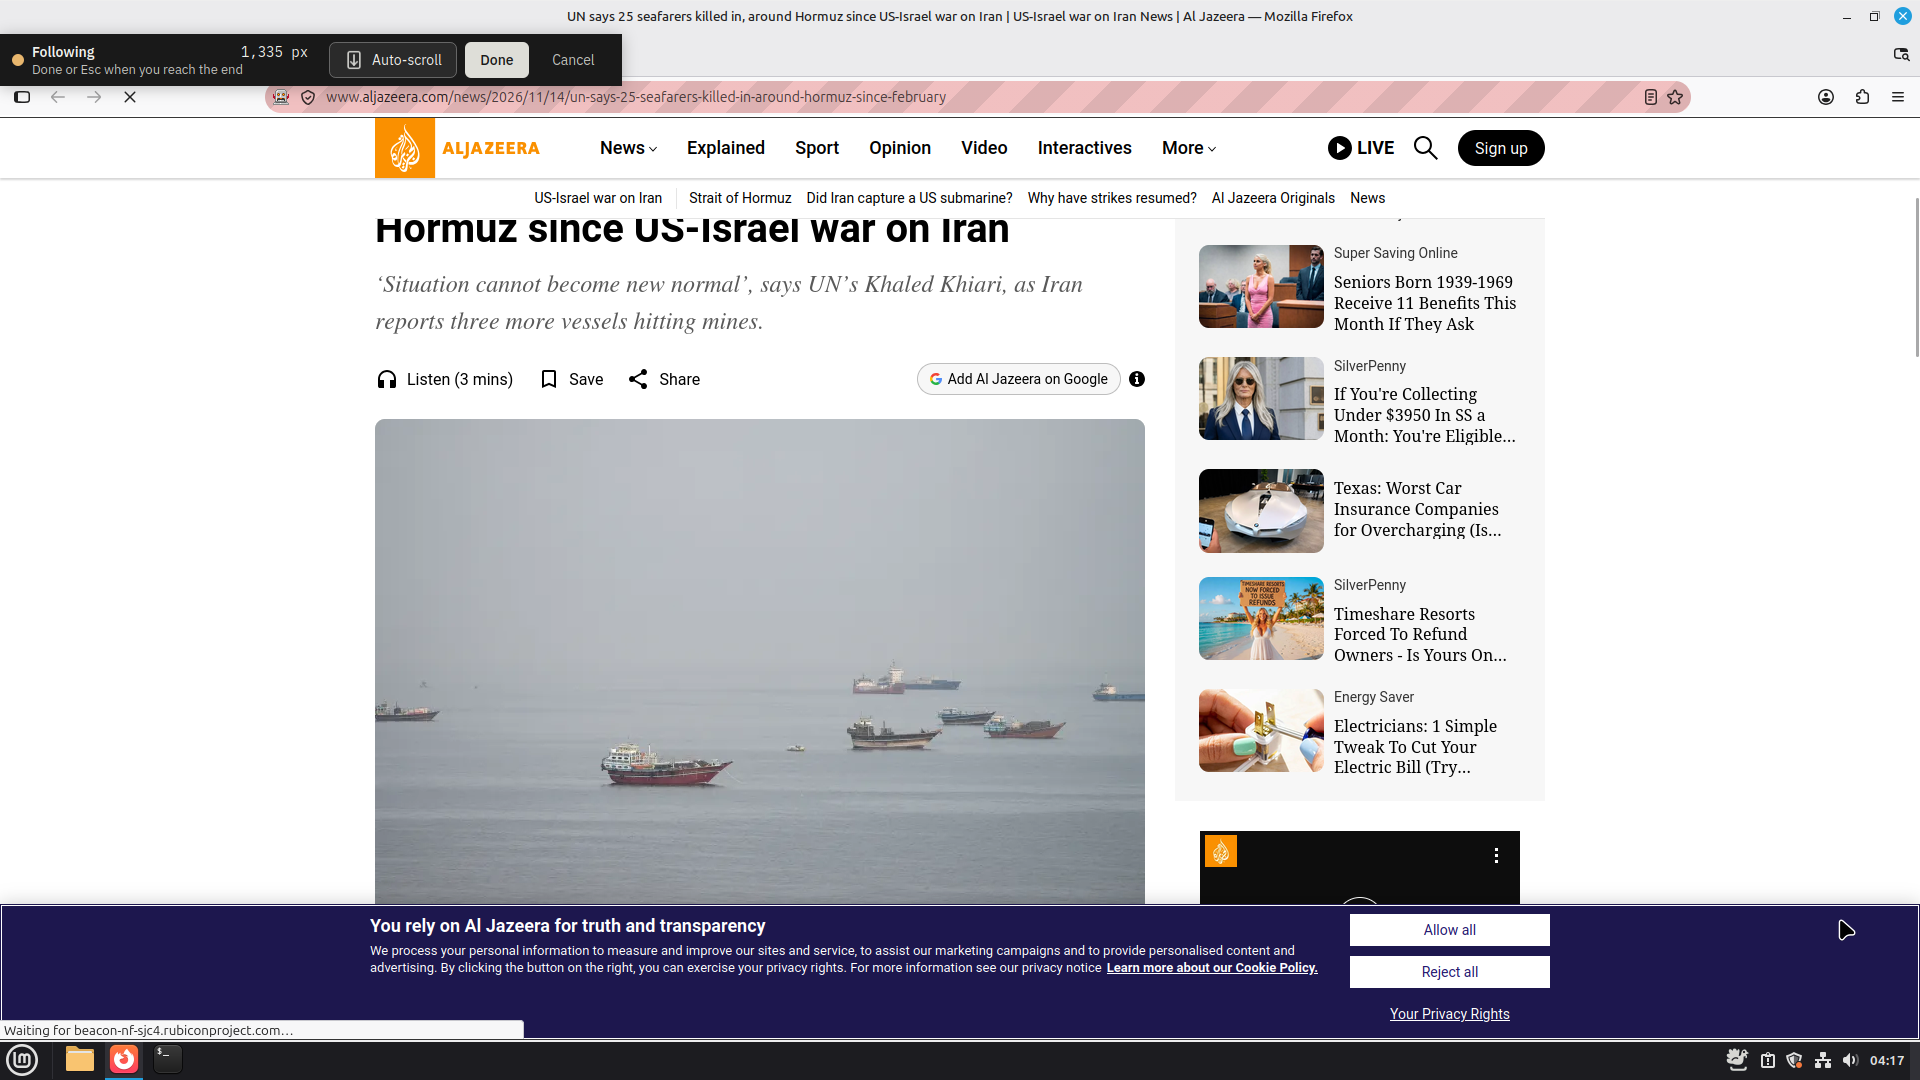 UN says 25 seafarers killed in, around Hormuz since US-Israel war on Iran | US-Israel war on Iran News | Al Jazeera — Mozilla Firefox
Following
1,335 px
Done or Esc when you reach the end
Auto-scroll
Done
Cancel
www.aljazeera.com/news/2026/11/14/un-says-25-seafarers-killed-in-around-hormuz-since-february
ALJAZEERA
News
Explained
Sport
Opinion
Video
Interactives
More
LIVE
Sign up
US-Israel war on Iran
Strait of Hormuz
Did Iran capture a US submarine?
Why have strikes resumed?
Al Jazeera Originals
News
Hormuz since US-Israel war on Iran
‘Situation cannot become new normal’, says UN’s Khaled Khiari, as Iran
reports three more vessels hitting mines.
Listen (3 mins)
Save
Share
Add Al Jazeera on Google
Super Saving Online
Seniors Born 1939-1969
Receive 11 Benefits This
Month If They Ask
SilverPenny
If You're Collecting
Under $3950 In SS a
Month: You're Eligible...
Texas: Worst Car
Insurance Companies
for Overcharging (Is...
TIMESHARE RESORTS
NOW FORCED
TO ISSUE
REFUNDS
SilverPenny
Timeshare Resorts
Forced To Refund
Owners - Is Yours On...
Energy Saver
Electricians: 1 Simple
Tweak To Cut Your
Electric Bill (Try...
You rely on Al Jazeera for truth and transparency
We process your personal information to measure and improve our sites and service, to assist our marketing campaigns and to provide personalised content and
advertising. By clicking the button on the right, you can exercise your privacy rights. For more information see our privacy notice Learn more about our Cookie Policy.
Allow all
Reject all
Your Privacy Rights
Waiting for beacon-nf-sjc4.rubiconproject.com…
04:17